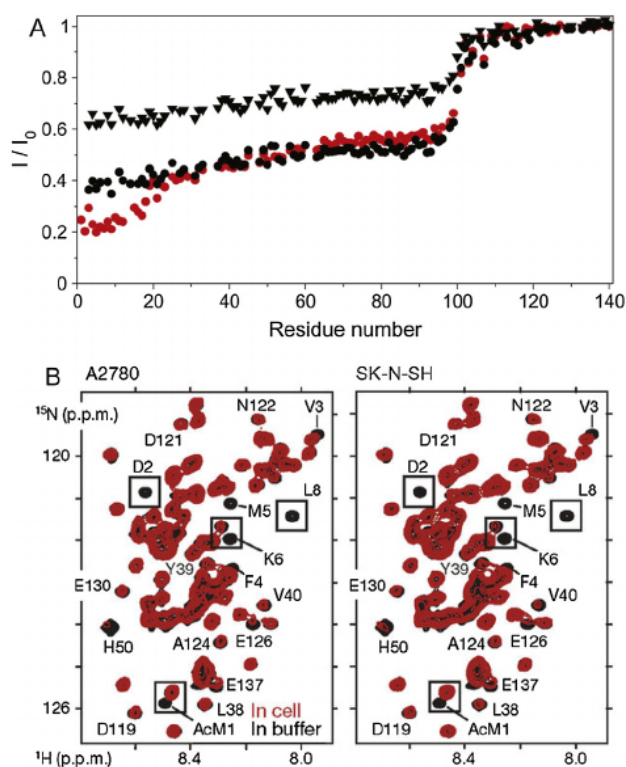 A
I / I0
1
0.8
0.6
0.4
0.2
0
0 20 40 60 80 100 120 140
Residue number
B A2780 SK-N-SH
15N (p.p.m.) N122 V3 15N (p.p.m.) N122 V3
D121 D121
120
D2 L8 D2 L8
M5 M5
K6 K6
Y39 Y39
F4 F4
E130 V40 E130 V40
H50 A124 E126 H50 A124 E126
E137 E137
126 L38 In cell L38
D119 AcM1 In buffer D119 AcM1
1H (p.p.m.) 8.4 8.0 8.4 8.0